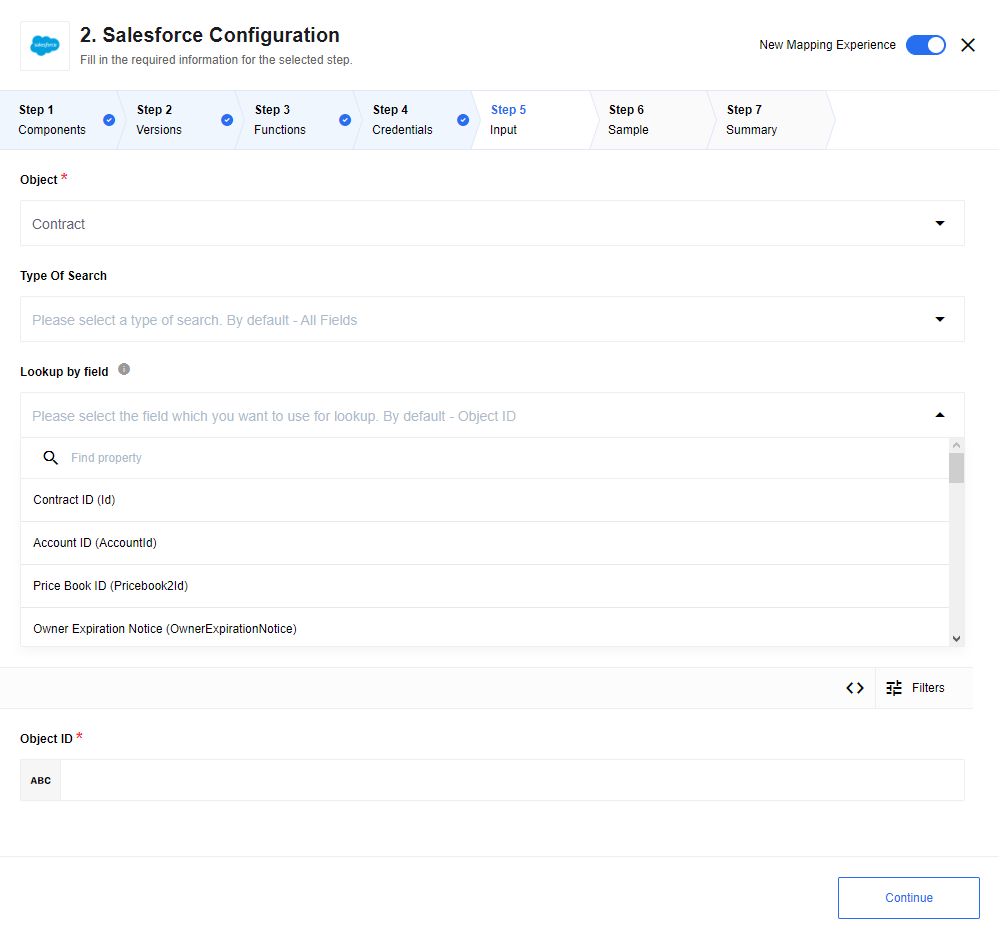 salesforce
2. Salesforce Configuration
Fill in the required information for the selected step.
New Mapping Experience
Step 1
Components
Step 2
Versions
Step 3
Functions
Step 4
Credentials
Step 5
Input
Step 6
Sample
Step 7
Summary
Object *
Contract
Type Of Search
Please select a type of search. By default - All Fields
Lookup by field
Please select the field which you want to use for lookup. By default - Object ID
Find property
Contract ID (Id)
Account ID (AccountId)
Price Book ID (Pricebook2Id)
Owner Expiration Notice (OwnerExpirationNotice)
Filters
Object ID *
ABC
Continue